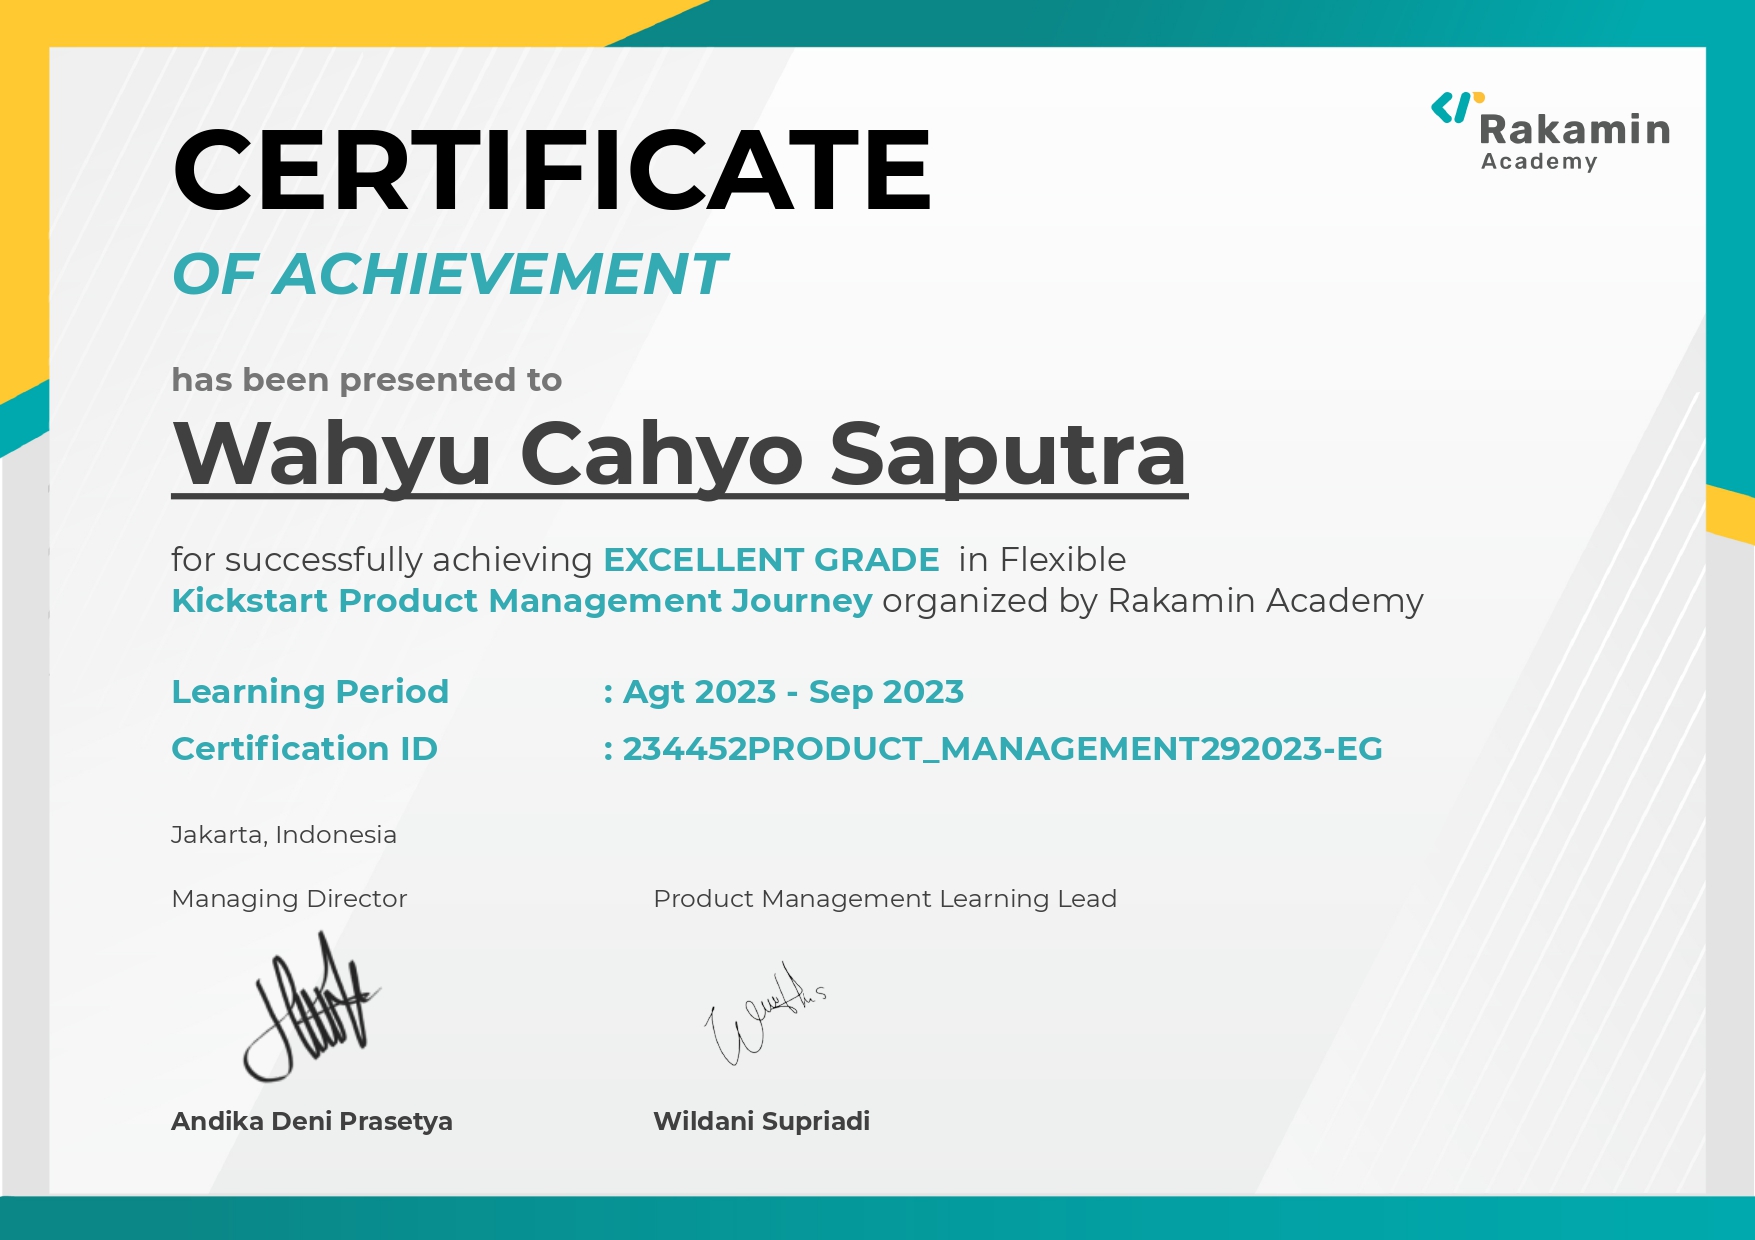 Rakamin
Academy
CERTIFICATE
OF ACHIEVEMENT
has been presented to
Wahyu Cahyo Saputra
for successfully achieving EXCELLENT GRADE in Flexible
Kickstart Product Management Journey organized by Rakamin Academy
Learning Period : Agt 2023 - Sep 2023
Certification ID : 234452PRODUCT_MANAGEMENT292023-EG
Jakarta, Indonesia
Managing Director
Product Management Learning Lead
Andika Deni Prasetya
Wildani Supriadi